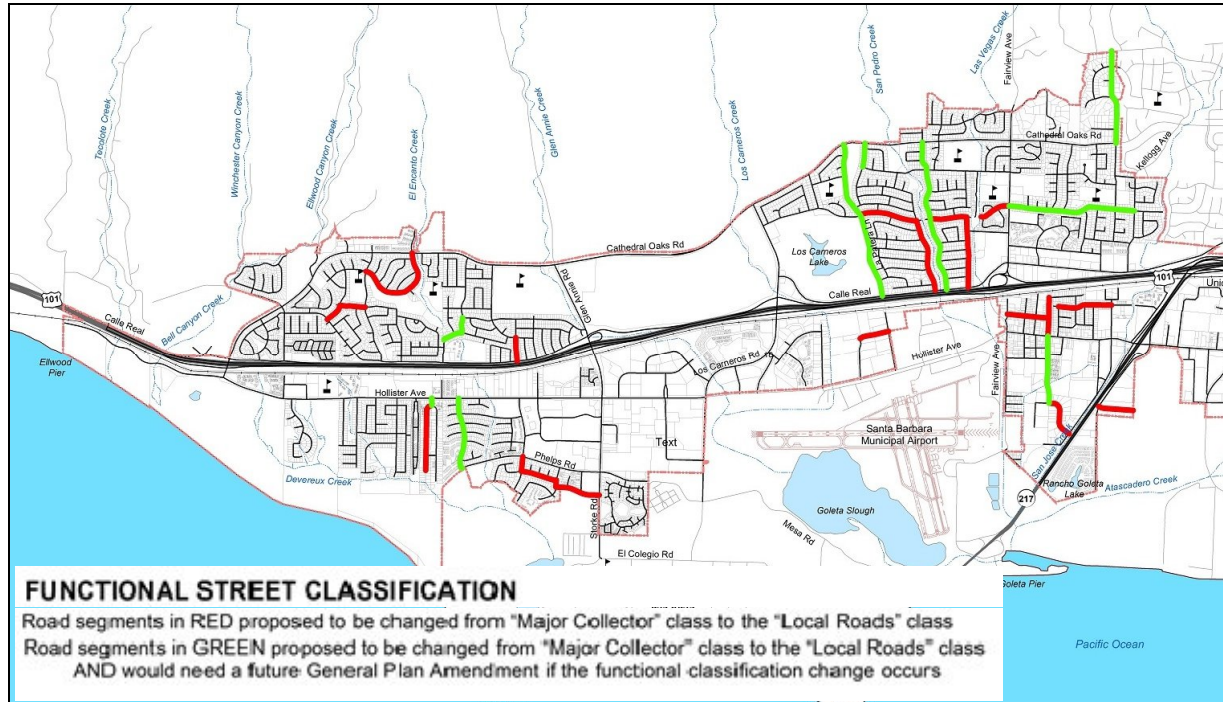 Tecolote Creek
Winchester Canyon Creek
Ellwood Canyon Creek
El Encanto Creek
Glen Annie Creek
Los Carneros Creek
San Pedro Creek
Las Vegas Creek
Fairview Ave
Cathedral Oaks Rd
Kellogg Ave
Cathedral Oaks Rd
Los Carneros
Lake
La Patera Ln
Glen Annie Rd
Calle Real
101
101
Calle Real
Bell Canyon Creek
Ellwood
Pier
Los Carneros Rd
Hollister Ave
Fairview Ave
Hollister Ave
Santa Barbara
Municipal Airport
Text
Phelps Rd
Devereux Creek
Storke Rd
San Jose Creek
Rancho Goleta
Lake
Atascadero Creek
217
Goleta Slough
Mesa Rd
El Colegio Rd
Goleta Pier
Pacific Ocean
FUNCTIONAL STREET CLASSIFICATION
Road segments in RED proposed to be changed from "Major Collector" class to the "Local Roads" class
Road segments in GREEN proposed to be changed from "Major Collector" class to the "Local Roads" class
AND would need a future General Plan Amendment if the functional classification change occurs